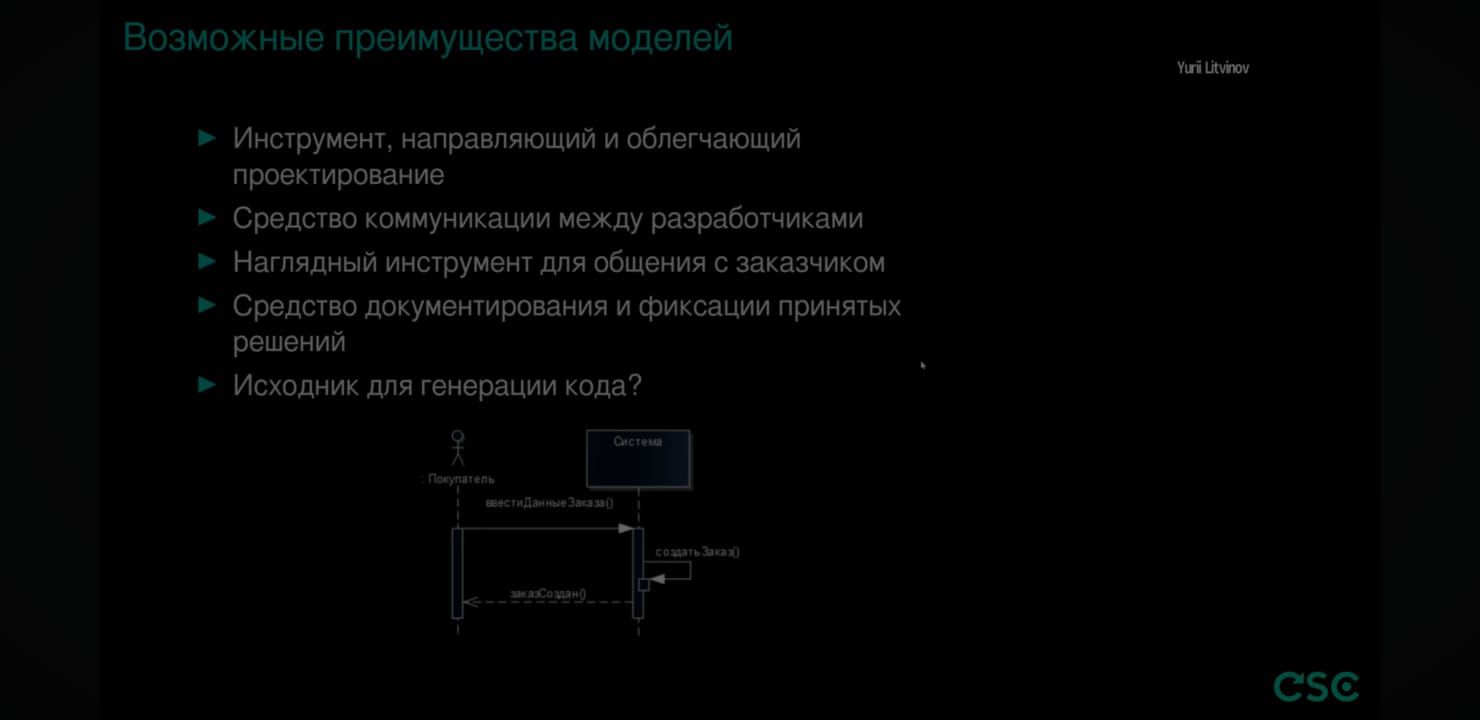 Возможные преимущества моделей
Yurii Litvinov
Инструмент, направляющий и облегчающий
проектирование
Средство коммуникации между разработчиками
Наглядный инструмент для общения с заказчиком
Средство документирования и фиксации принятых
решений
Исходник для генерации кода?
Система
: Покупатель
ввестиДанныеЗаказа()
создатьЗаказ()
заказСоздан()
CSC